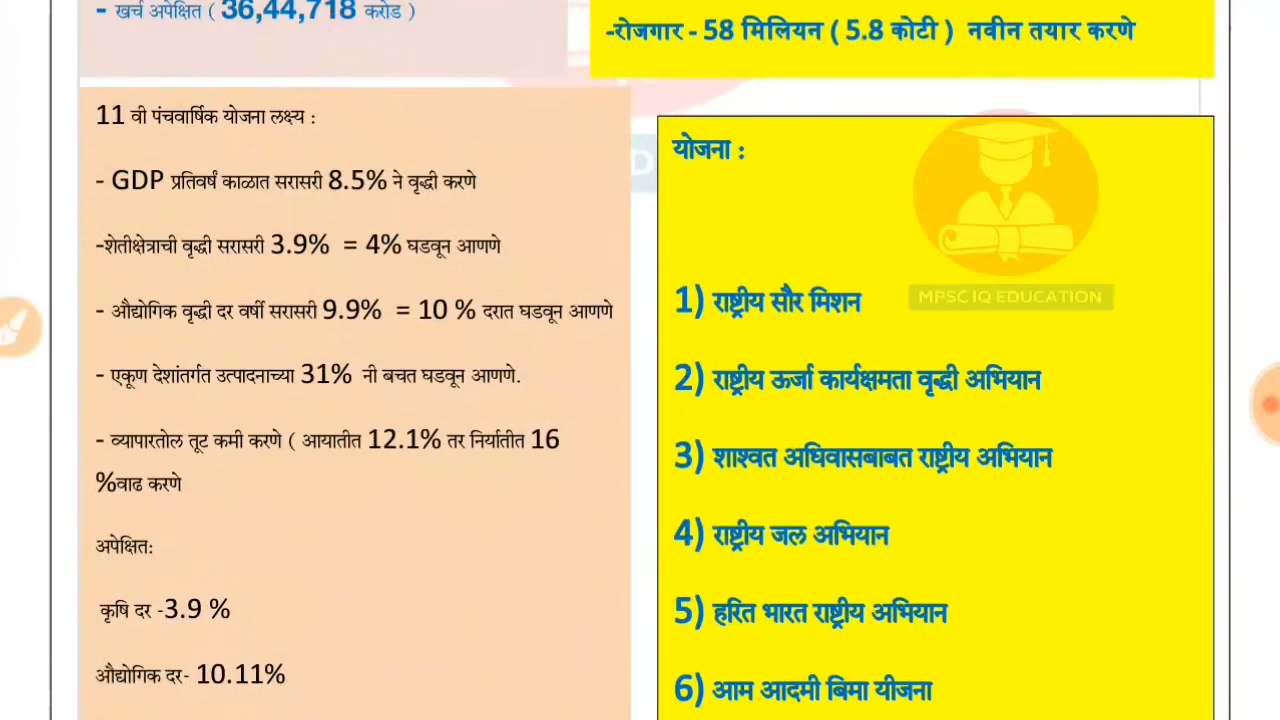 - खर्च अपेक्षित ( 36,44,718 करोड )
-रोजगार - 58 मिलियन ( 5.8 कोटी ) नवीन तयार करणे
11 वी पंचवार्षिक योजना लक्ष्य :
- GDP प्रतिवर्षं काळात सरासरी 8.5% ने वृद्धी करणे
-शेतीक्षेत्राची वृद्धी सरासरी 3.9% = 4% घडवून आणणे
- औद्योगिक वृद्धी दर वर्षी सरासरी 9.9% = 10 % दरात घडवून आणणे
- एकूण देशांतर्गत उत्पादनाच्या 31% नी बचत घडवून आणणे.
- व्यापारतोल तूट कमी करणे ( आयातीत 12.1% तर निर्यातीत 16
%वाढ करणे
अपेक्षित:
कृषि दर -3.9 %
औद्योगिक दर- 10.11%
योजना :
MPSC IQ EDUCATION
1) राष्ट्रीय सौर मिशन
2) राष्ट्रीय ऊर्जा कार्यक्षमता वृद्धी अभियान
3) शाश्वत अधिवासबाबत राष्ट्रीय अभियान
4) राष्ट्रीय जल अभियान
5) हरित भारत राष्ट्रीय अभियान
6) आम आदमी बिमा यीजना